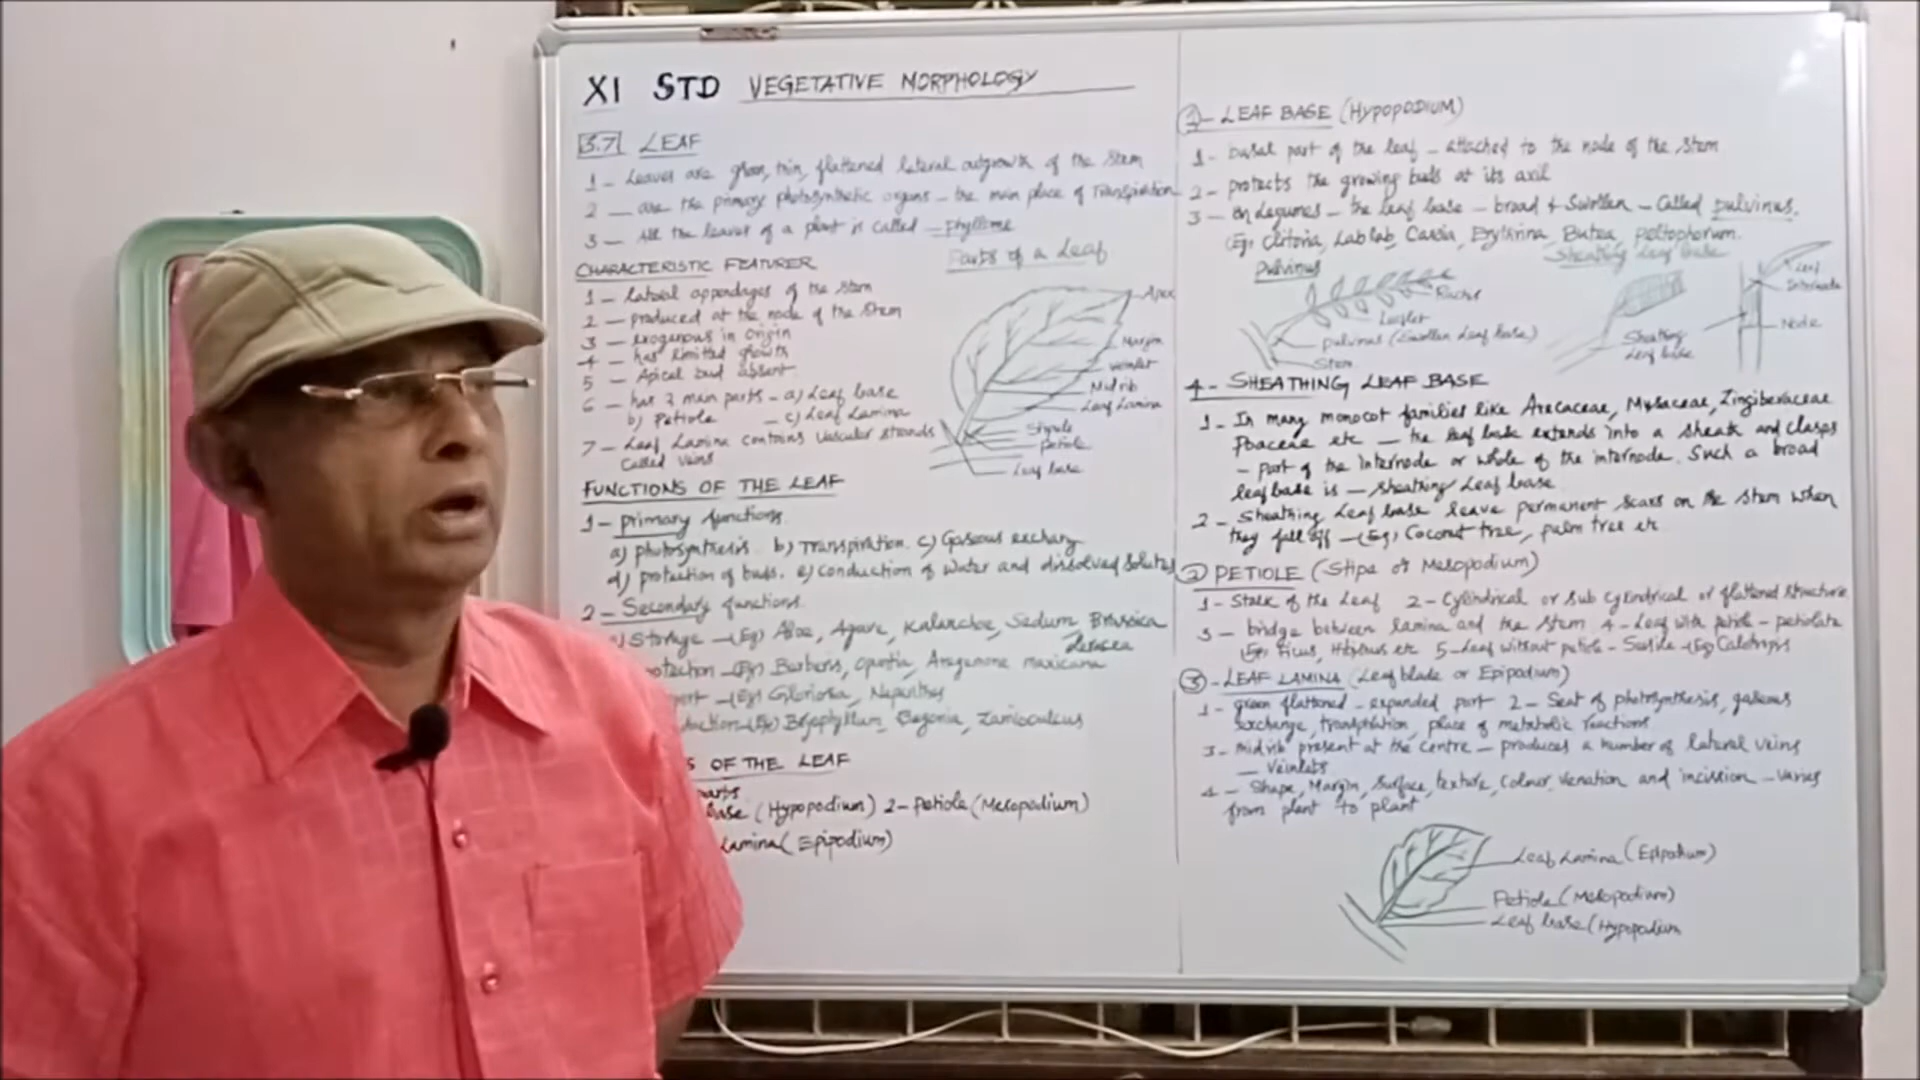 XI STD VEGETATIVE MORPHOLOGY
3.7 LEAF
1 - Leaves are green, thin, flattened lateral outgrowth of the stem
2 - are the primary photosynthetic organs - the main place of Transpiration
3 - All the leaves of a plant is called - phyllome
CHARACTERISTIC FEATURER
Parts of a Leaf
1 - lateral appendages of the stem
2 - produced at the node of the stem
3 - exogenous in origin
4 - has limited growth
5 - Apical bud absent
6 - has 3 main parts - a) Leaf base
b) Petiole - c) Leaf Lamina
7 - Leaf Lamina contains vascular strands
called veins
Apex
Margin
veinlet
Midrib
Leaf Lamina
Stipule
petiole
Leaf base
FUNCTIONS OF THE LEAF
1 - primary functions
a) photosynthesis. b) Transpiration. c) Gaseous exchang
d) protection of buds. e) conduction of water and dissolved solutes
2 - Secondary functions.
a) Storage - (Eg) Aloe, Agave, Kalanchoe, Sedum Brassica
otection - (Eg) Berberis, opuntia, Argemone mexicana
port - (Eg) Gloriosa, Nepenthes
duction - (Eg) Bryophyllum, Begonia, Zamioculcus
S OF THE LEAF
parts
base (Hypopodium) 2 - Petiole (Mesopodium)
Lamina (Epipodium)
1 - LEAF BASE (HYPOPODIUM)
1 - basal part of the leaf - attached to the node of the stem
2 - protects the growing buds at its axil
3 - In Legumes - the leaf base - broad & swollen - called pulvinus.
(Eg) Clitoria, Lablab, Cassia, Erythrina, Butea, peltophorum.
Pulvinus
Sheathing Leaf base
Rachis
Leaflet
pulvinus (Swollen Leaf base)
Stem
Sheathing
Leaf base
Leaf
Internode
Node
4 - SHEATHING LEAF BASE
1 - In many monocot families like Arecaceae, Musaceae, Zingiberaceae
Poaceae etc - the leaf base extends into a sheath and clasps
- part of the internode or whole of the internode. Such a broad
leaf base is - sheathing Leaf base
2 - Sheathing Leaf base leave permanent scars on the stem when
they fall off - (Eg) Coconut tree, palm tree etc
2 PETIOLE (Stipe or Mesopodium)
1 - Stalk of the Leaf 2 - Cylindrical or sub cylindrical or flattened structure
3 - bridge between lamina and the stem 4 - Leaf with petiole - petiolate
Eg: Ficus, Hibiscus etc 5 - Leaf without petiole - Sessile - (Eg) Calotropis
3 - LEAF LAMINA (Leaf blade or Epipodium)
1 - green flattened - expanded part 2 - Seat of photosynthesis, gaseous
exchange, transpiration, place of metabolic reactions
3 - midrib present at the centre - produces a number of lateral veins
- veinlets
4 - Shape, Margin, surface, texture, Colour, venation and incission - varies
from plant to plant
Leaf Lamina (Epipodium)
Petiole (Mesopodium)
Leaf base (Hypopodium